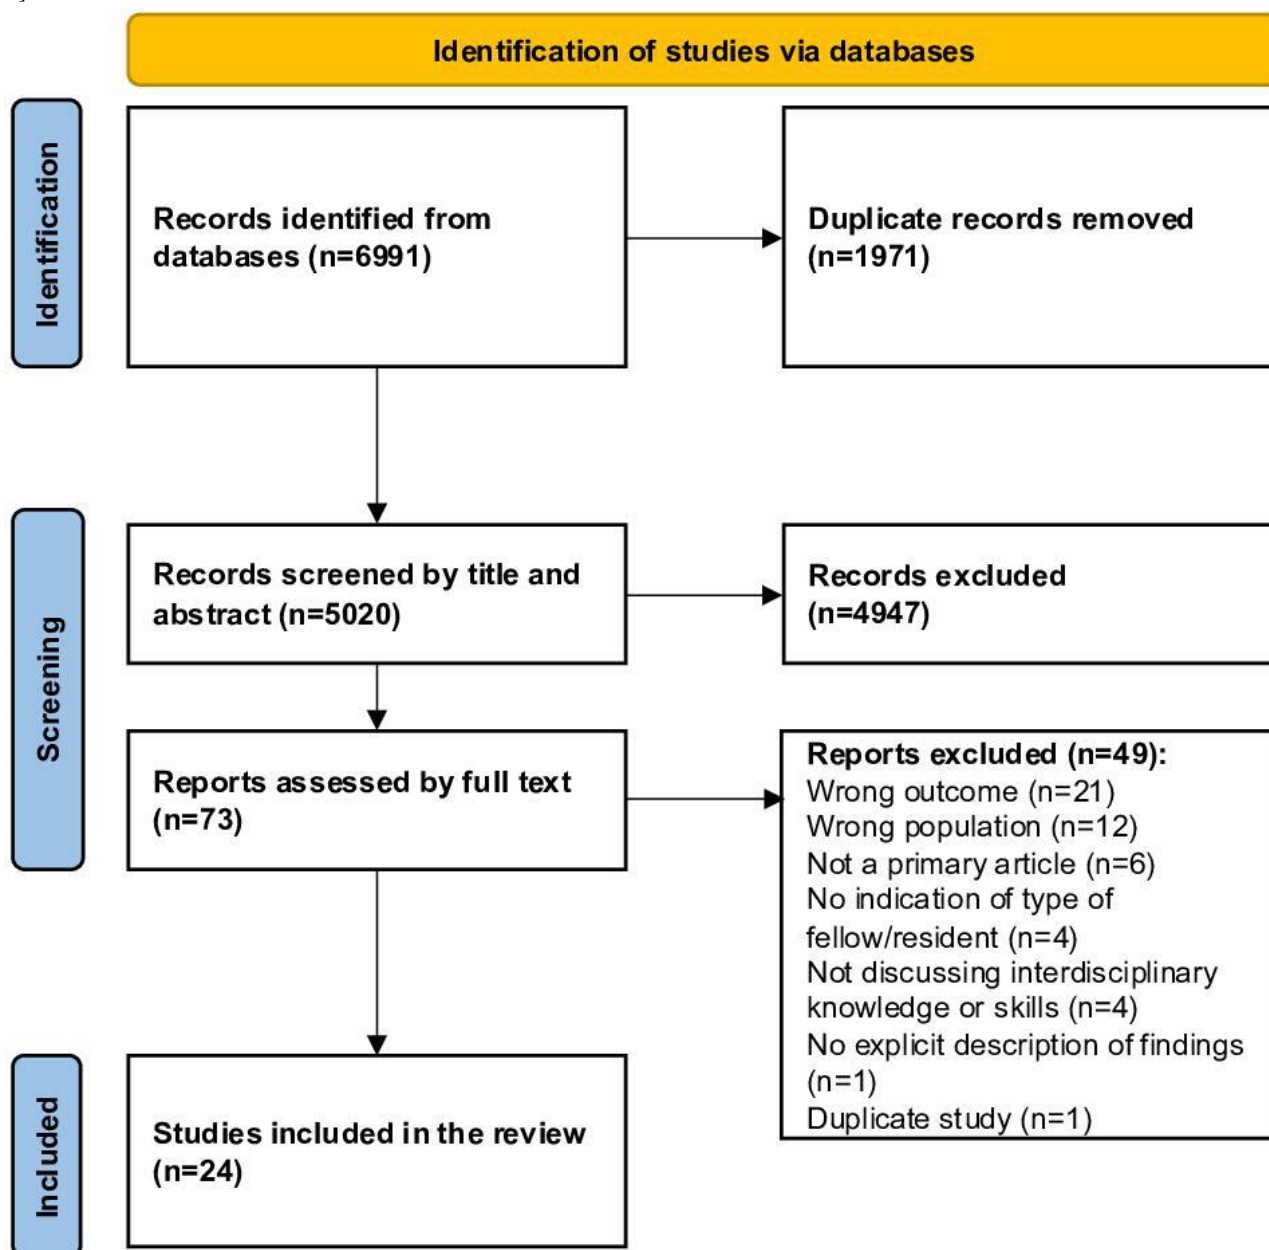 Identification of studies via databases
Identification
Records identified from
databases (n=6991)
Duplicate records removed
(n=1971)
Screening
Records screened by title and
abstract (n=5020)
Records excluded
(n=4947)
Reports assessed by full text
(n=73)
Reports excluded (n=49):
Wrong outcome (n=21)
Wrong population (n=12)
Not a primary article (n=6)
No indication of type of
fellow/resident (n=4)
Not discussing interdisciplinary
knowledge or skills (n=4)
No explicit description of findings
(n=1)
Duplicate study (n=1)
Included
Studies included in the review
(n=24)